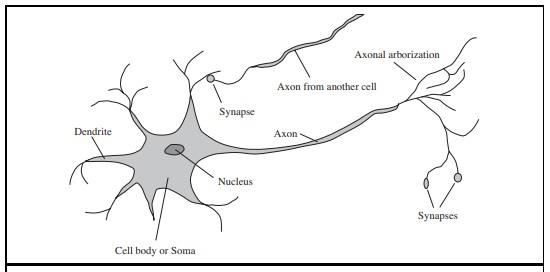 Axonal arborization
Axon from another cell
Synapse
Dendrite
Axon
Nucleus
Synapses
Cell body or Soma